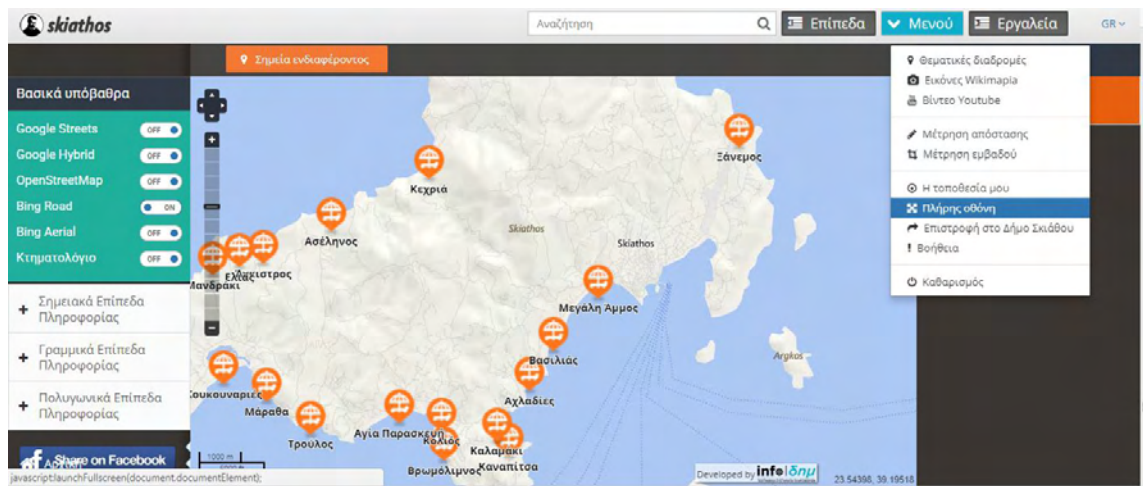 skiathos
Αναζήτηση
Επίπεδα
Μενού
Εργαλεία
GR
Σημεία ενδιαφέροντος
Θεματικές διαδρομές
Εικόνες Wikimapia
Βίντεο Youtube
Μέτρηση απόστασης
Μέτρηση εμβαδού
Η τοποθεσία μου
Πλήρης οθόνη
Επιστροφή στο Δήμο Σκιάθου
Βοήθεια
Καθαρισμός
Βασικά υπόβαθρα
Google Streets OFF
Google Hybrid OFF
OpenStreetMap OFF
Bing Road ON
Bing Aerial OFF
Κτηματολόγιο OFF
+ Σημειακά Επίπεδα
Πληροφορίας
+ Γραμμικά Επίπεδα
Πληροφορίας
+ Πολυγωνικά Επίπεδα
Πληροφορίας
Share on Facebook
javascript:launchFullscreen(document.documentElement);
Ξάνεμος
Κεχριά
Skiathos
Skiathos
Ασέληνος
Ελιάς
Μανδράκι
Μεγάλη Άμμος
Βασιλιάς
Argkos
Αχλαδίες
Μάραθα
Τρούλος
Αγία Παρασκευη
Κολιός
Καλαμάκι
Βρωμόλιμνος
Καναπίτσα
1000 m
Developed by infoδημ
23.54398, 39.19518